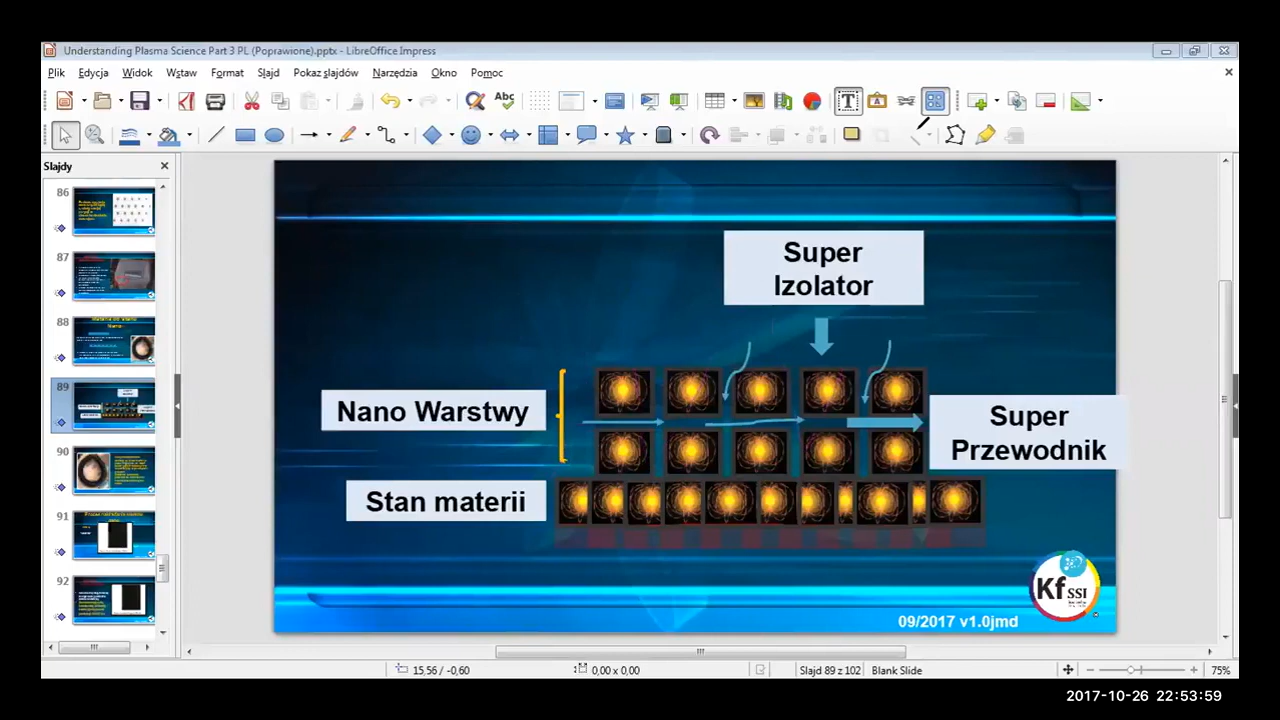 Understanding Plasma Science Part 3 PL (Poprawione).pptx - LibreOffice Impress
Plik Edycja Widok Wstaw Format Slajd Pokaz slajdów Narzędzia Okno Pomoc
Abc
Slajdy
86
87
88
89
90
91
92
Super
Izolator
Nano Warstwy
Super
Przewodnik
Stan materii
Kf SSI
09/2017 v1.0jmd
15,56 / -0,60
0,00 x 0,00
Slajd 89 z 102
Blank Slide
75%
2017-10-26 22:53:59